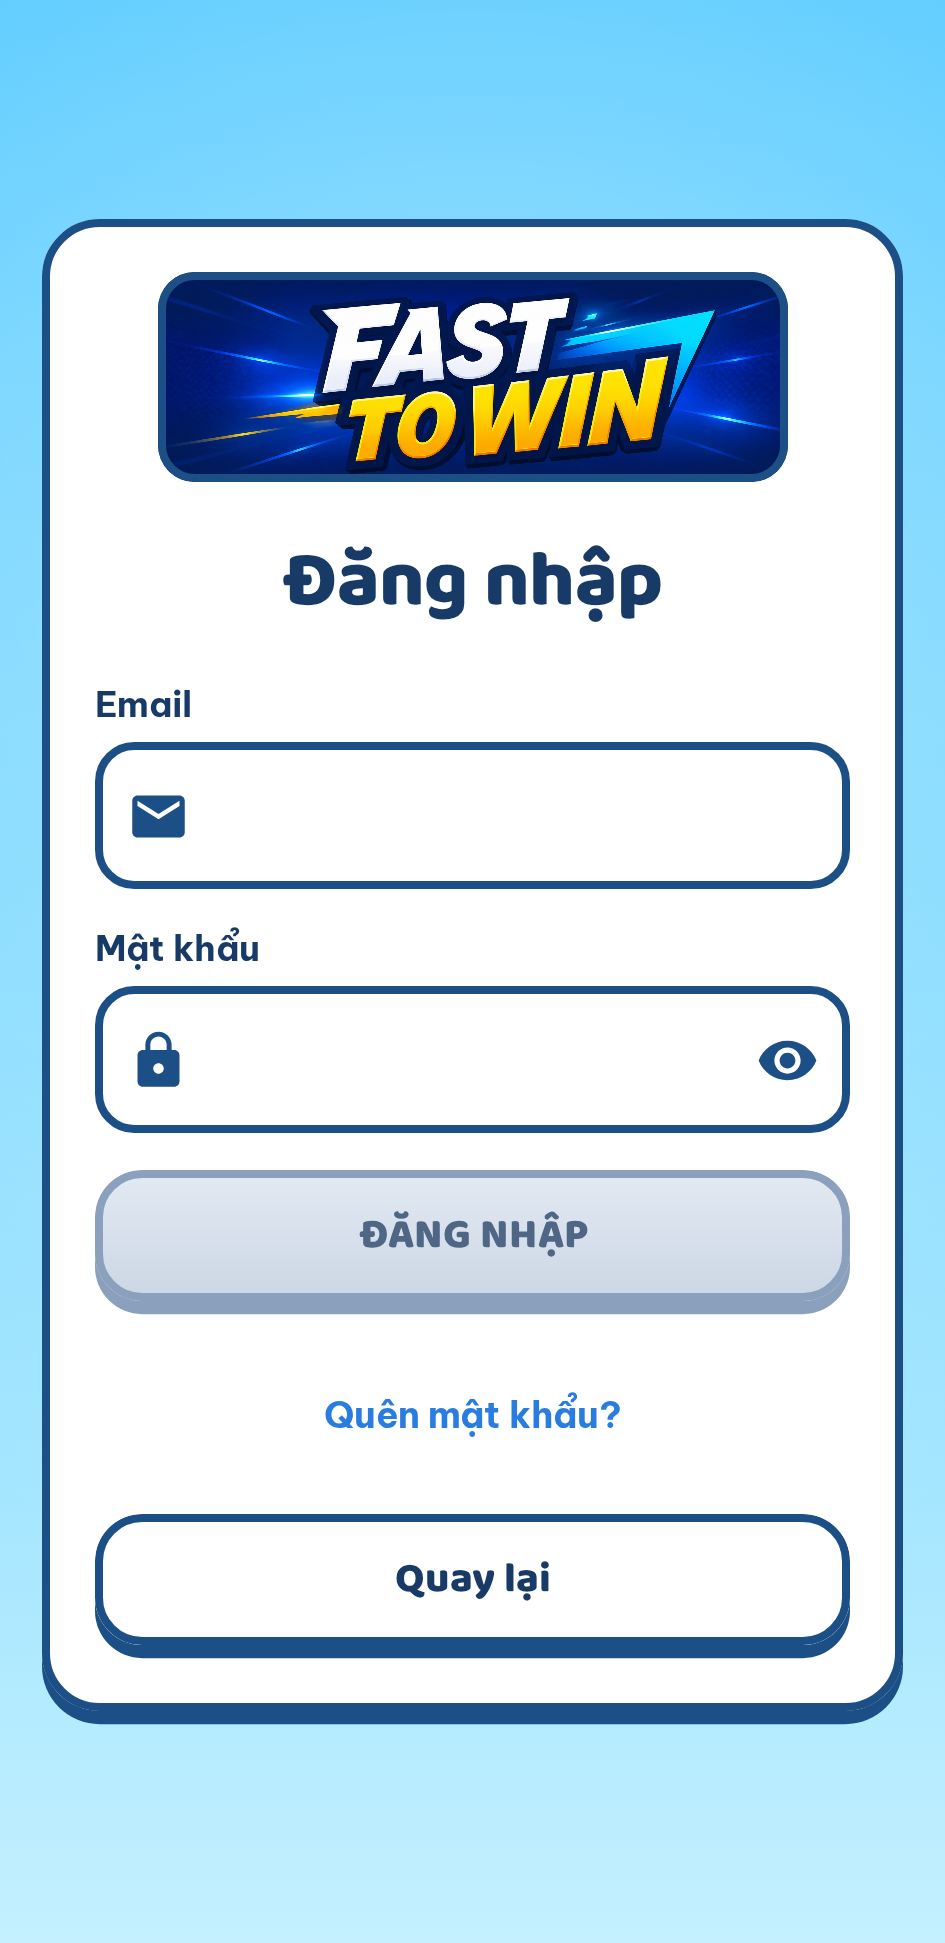 FAST
TO WIN
Đăng nhập
Email
Mật khẩu
ĐĂNG NHẬP
Quên mật khẩu?
Quay lại